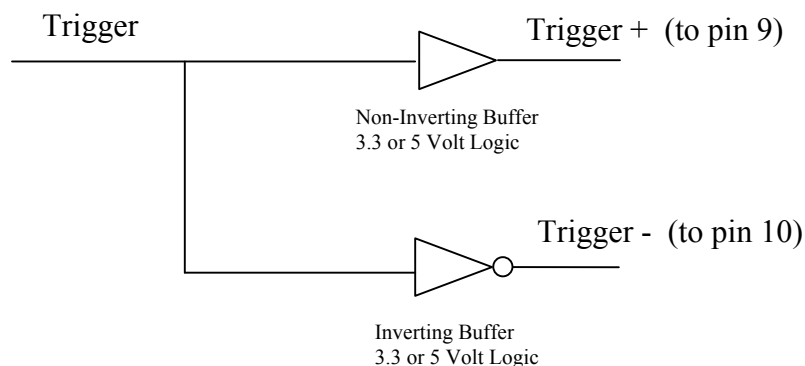 Trigger
Trigger + (to pin 9)
Non-Inverting Buffer
3.3 or 5 Volt Logic
Trigger - (to pin 10)
Inverting Buffer
3.3 or 5 Volt Logic